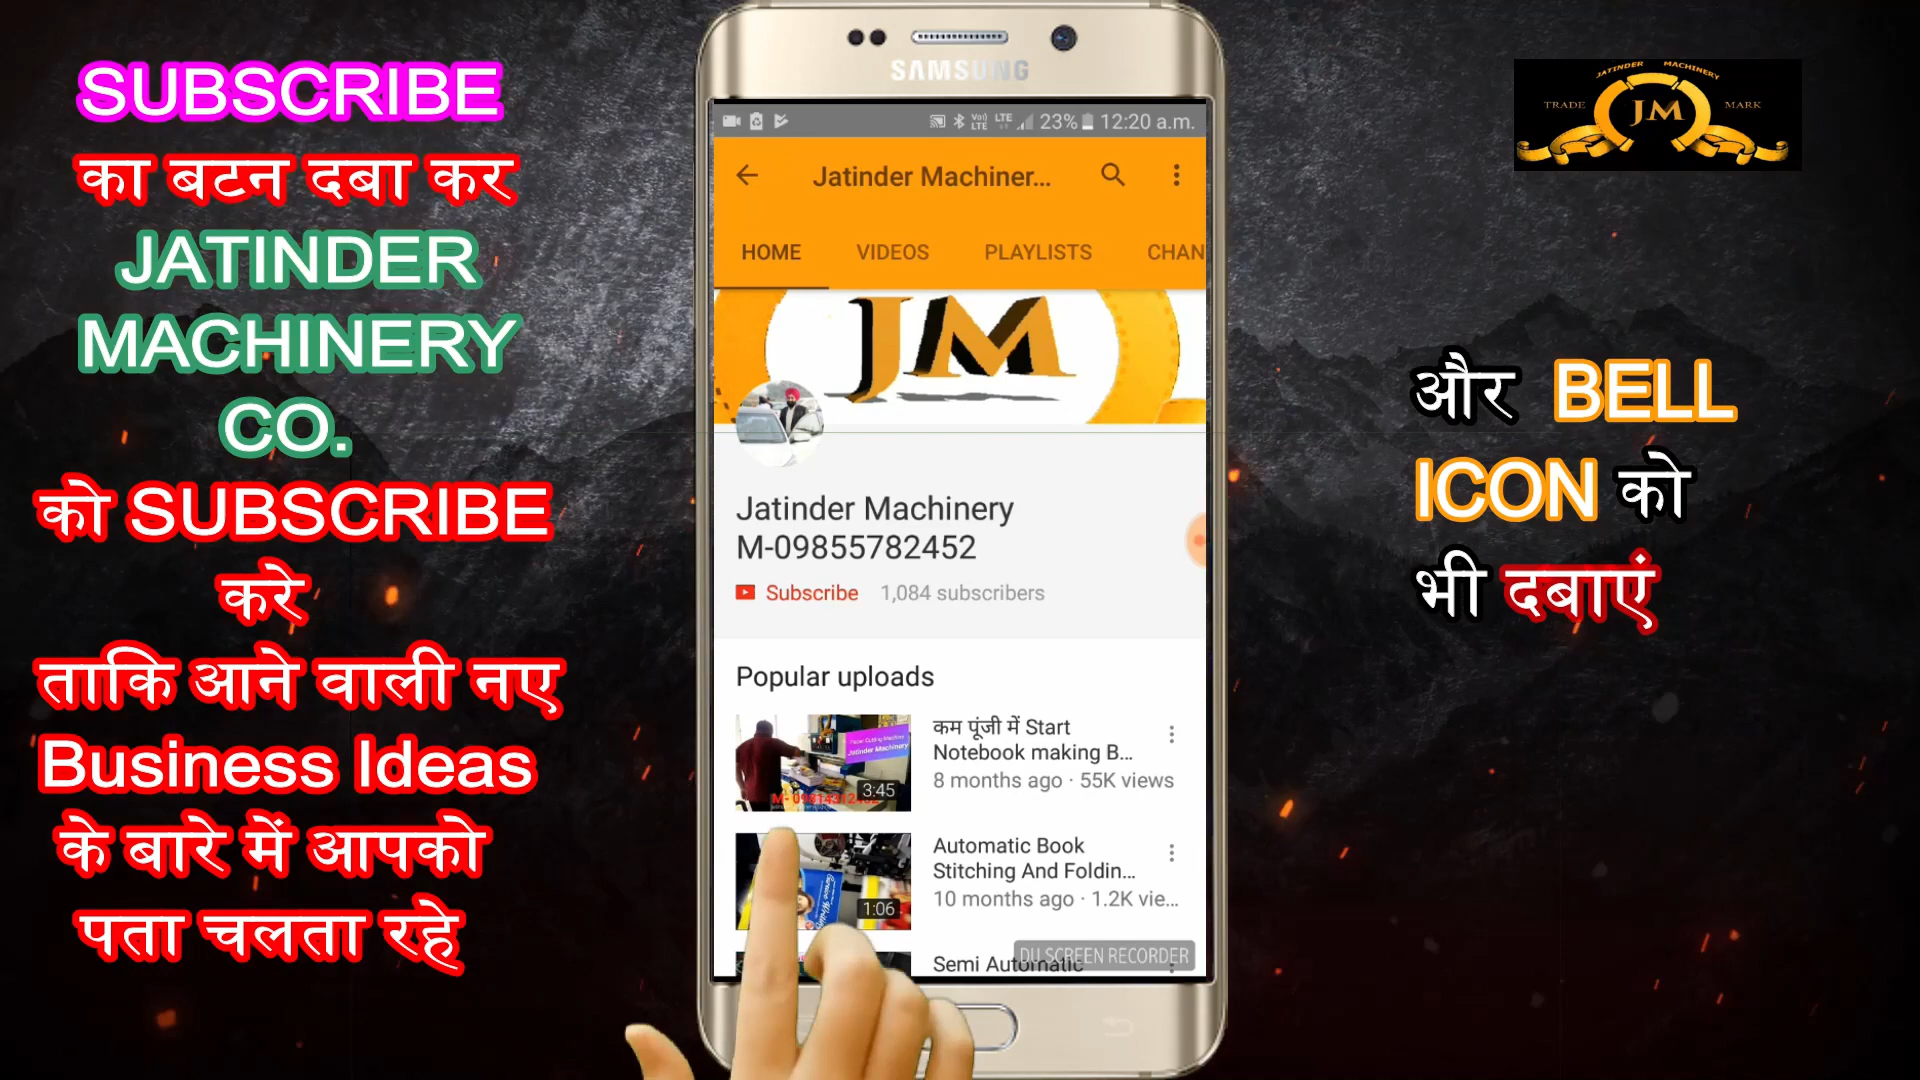 SUBSCRIBE
का बटन दबा कर
JATINDER
MACHINERY
CO.
को SUBSCRIBE
करे
ताकि आने वाली नए
Business Ideas
के बारे में आपको
पता चलता रहे
SAMSUNG
23% 12:20 a.m.
Jatinder Machiner...
HOME VIDEOS PLAYLISTS CHAN
JM
Jatinder Machinery
M-09855782452
Subscribe 1,084 subscribers
Popular uploads
कम पूंजी में Start
Notebook making B...
8 months ago · 55K views
Jatinder Machinery
3:45
Automatic Book
Stitching And Foldin...
10 months ago · 1.2K vie...
1:06
Semi Automatic
DU SCREEN RECORDER
JATINDER MACHINERY
TRADE JM MARK
और BELL
ICON को
भी दबाएं